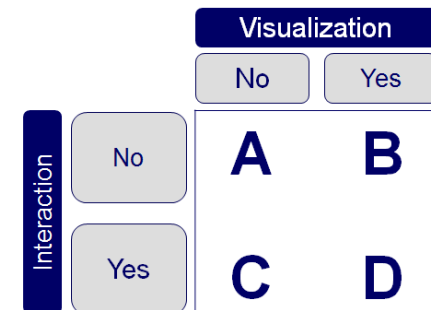 Visualization
No Yes
Interaction
No A B
Yes C D